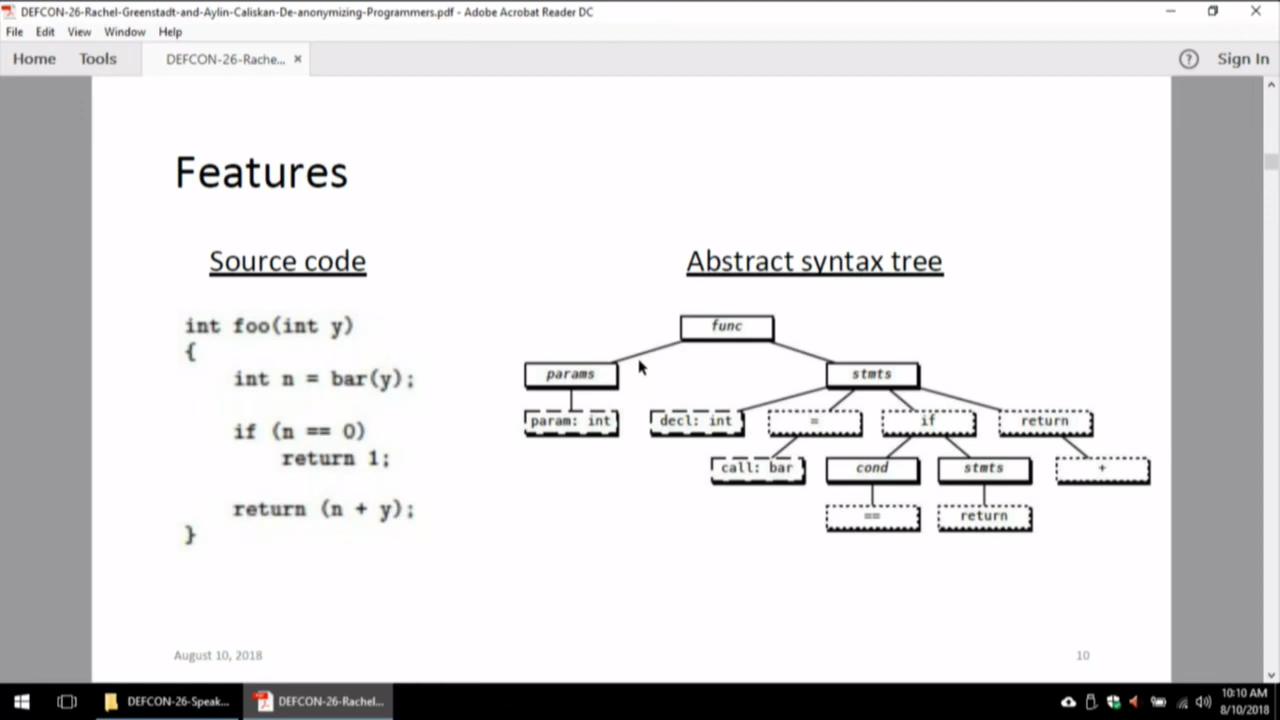 DEFCON-26-Rachel-Greenstadt-and-Aylin-Caliskan-De-anonymizing-Programmers.pdf - Adobe Acrobat Reader DC
File Edit View Window Help
Home Tools DEFCON-26-Rache... × ? Sign In
Features
Source code
int foo(int y)
{
int n = bar(y);
if (n == 0)
return 1;
return (n + y);
}
Abstract syntax tree
func
params stmts
param: int decl: int = if return
call: bar cond stmts +
== return
August 10, 2018 10
DEFCON-26-Speak... DEFCON-26-Rachel... 10:10 AM
8/10/2018